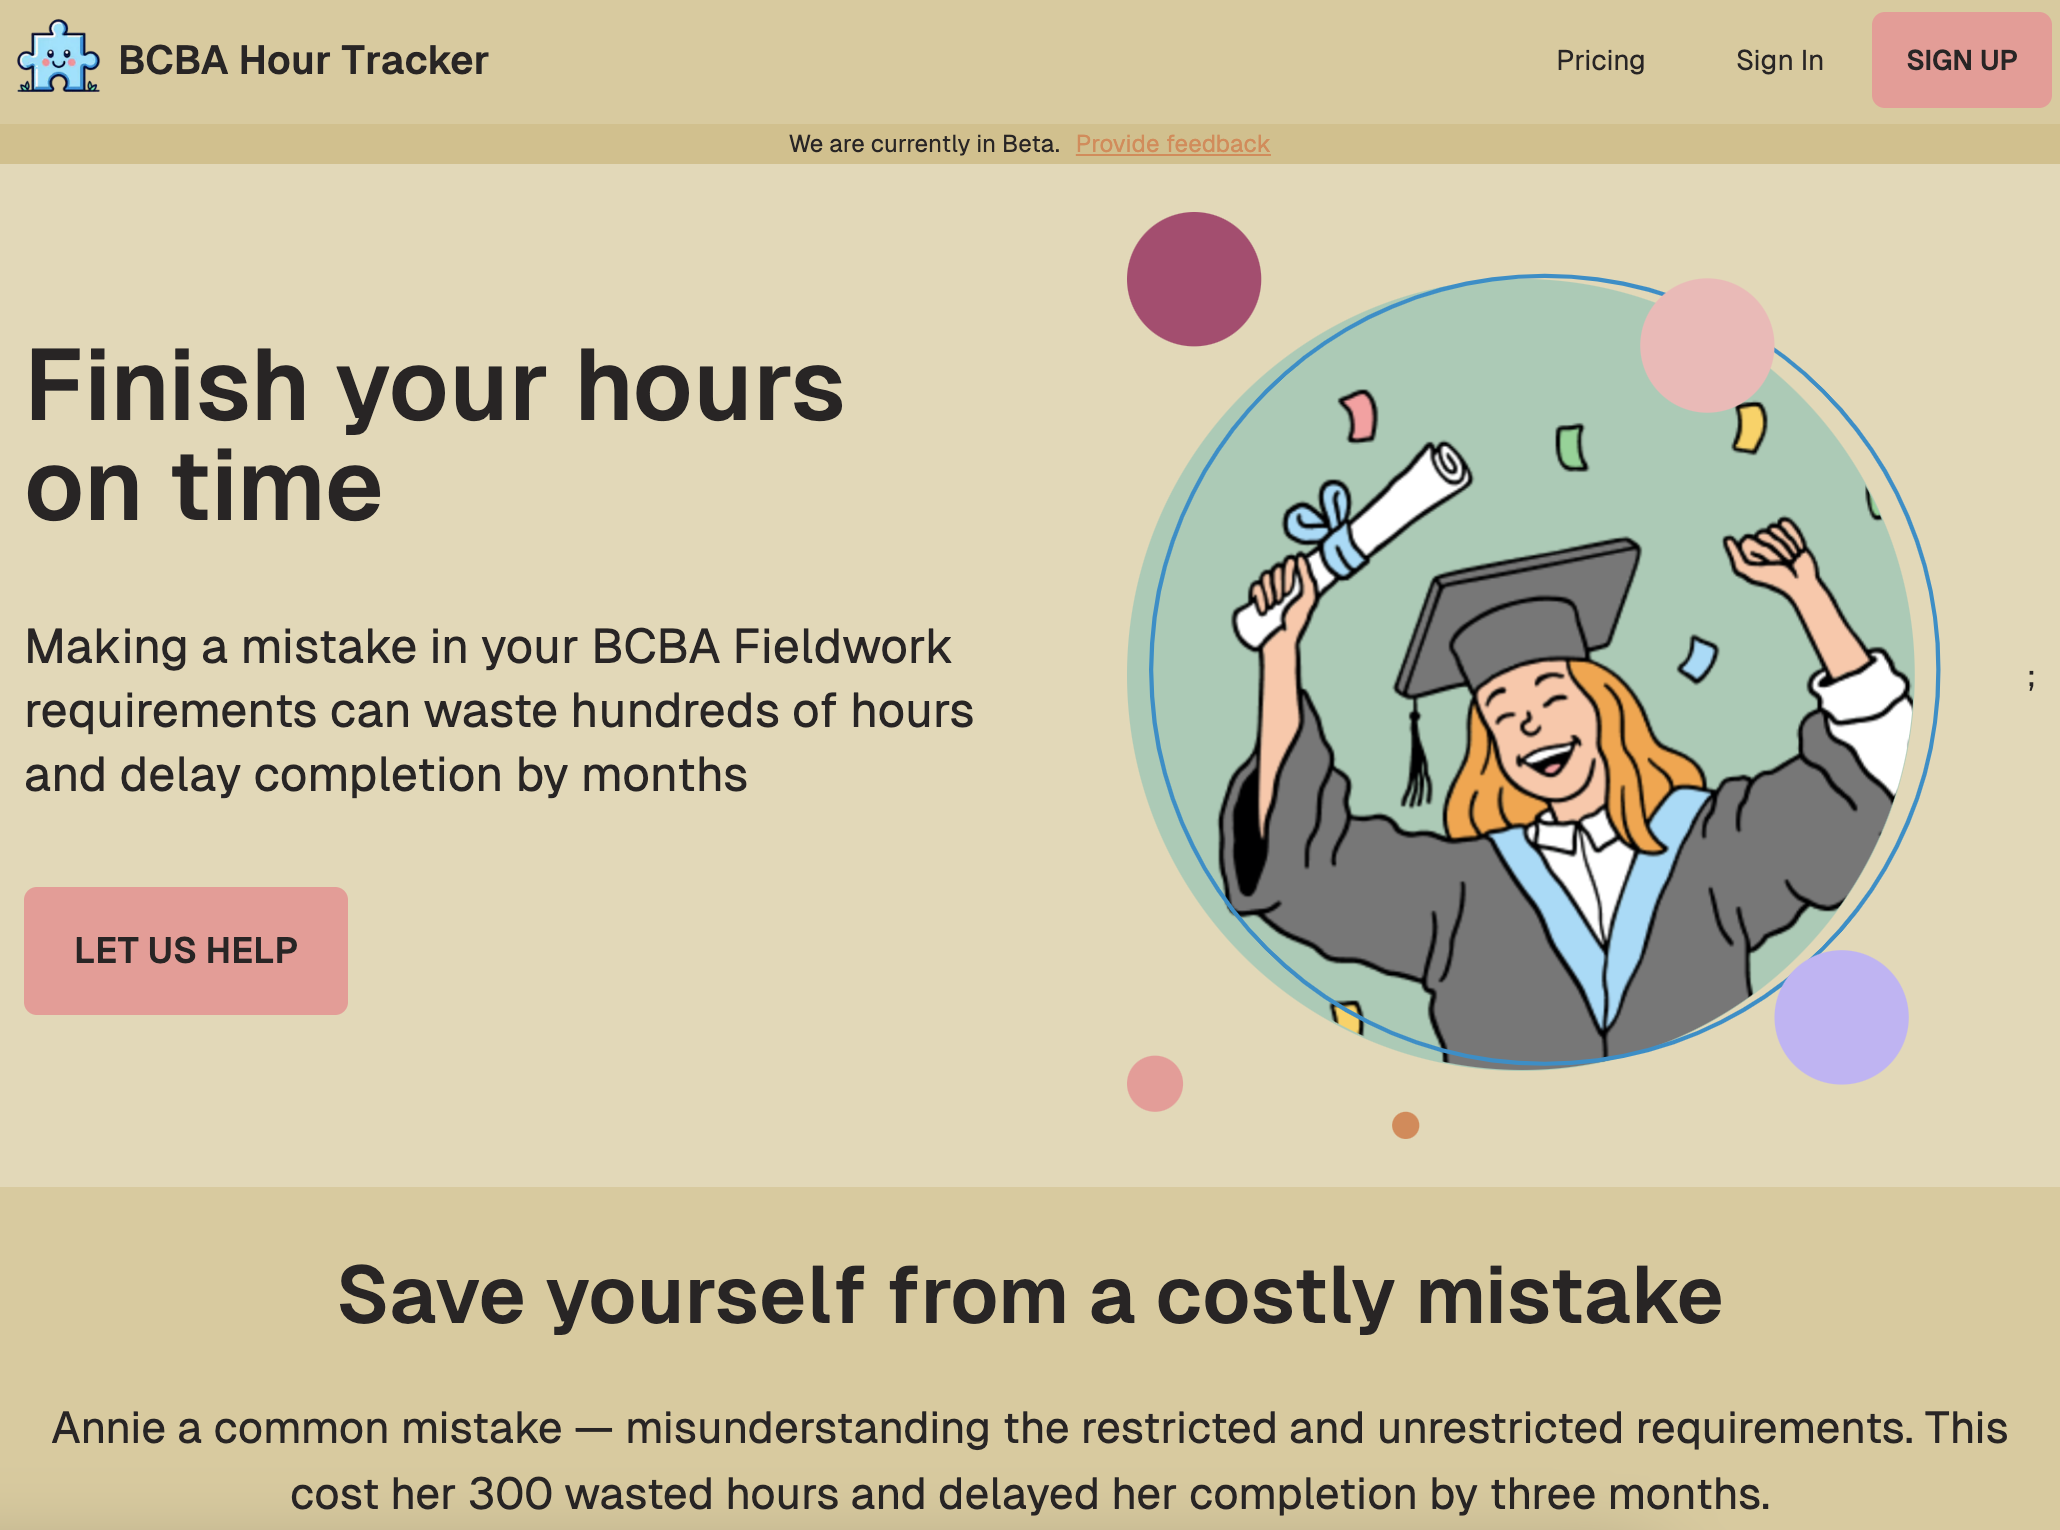 BCBA Hour Tracker
Pricing
Sign In
SIGN UP
We are currently in Beta. Provide feedback
Finish your hours
on time
Making a mistake in your BCBA Fieldwork
requirements can waste hundreds of hours
and delay completion by months
LET US HELP
;
Save yourself from a costly mistake
Annie a common mistake — misunderstanding the restricted and unrestricted requirements. This
cost her 300 wasted hours and delayed her completion by three months.